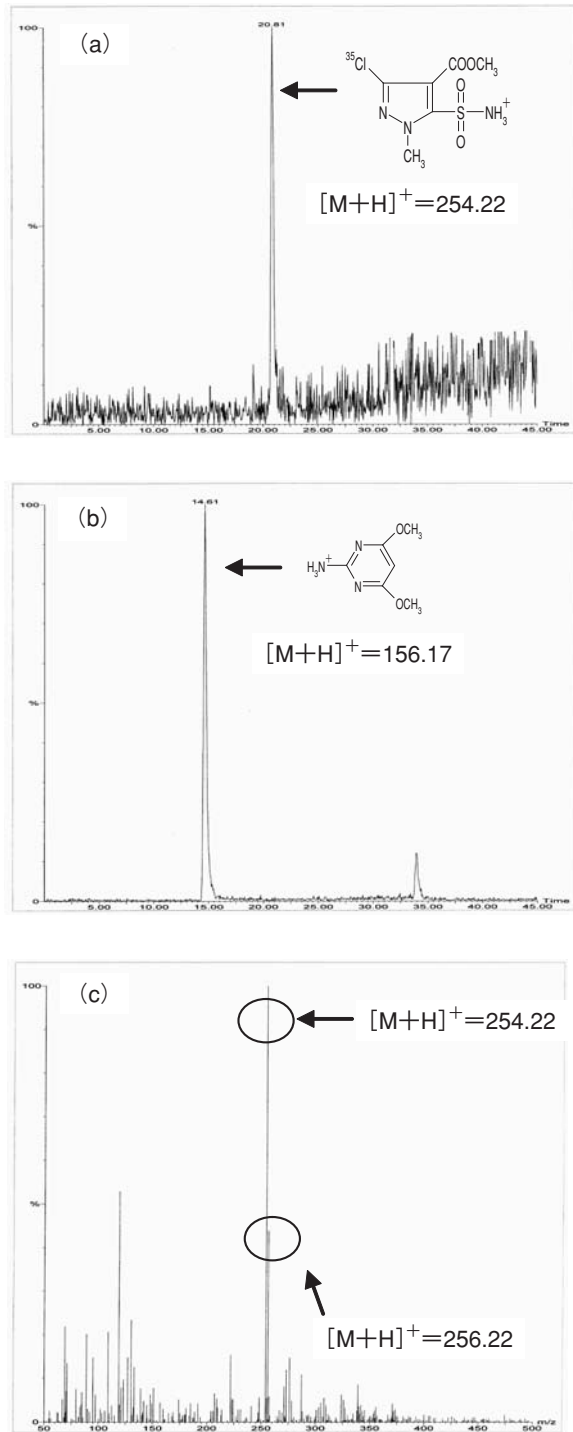 (a)
100
20.81
35Cl
COOCH3
N
N
CH3
O
S
O
NH3+
[M+H]+=254.22
%
0
5.00 10.00 15.00 20.00 25.00 30.00 35.00 40.00 45.00
Time
(b)
100
14.61
H3N+
N
N
OCH3
OCH3
[M+H]+=156.17
%
0
5.00 10.00 15.00 20.00 25.00 30.00 35.00 40.00 45.00
Time
(c)
100
[M+H]+=254.22
%
[M+H]+=256.22
0
50 100 150 200 250 300 350 400 450 500
m/z